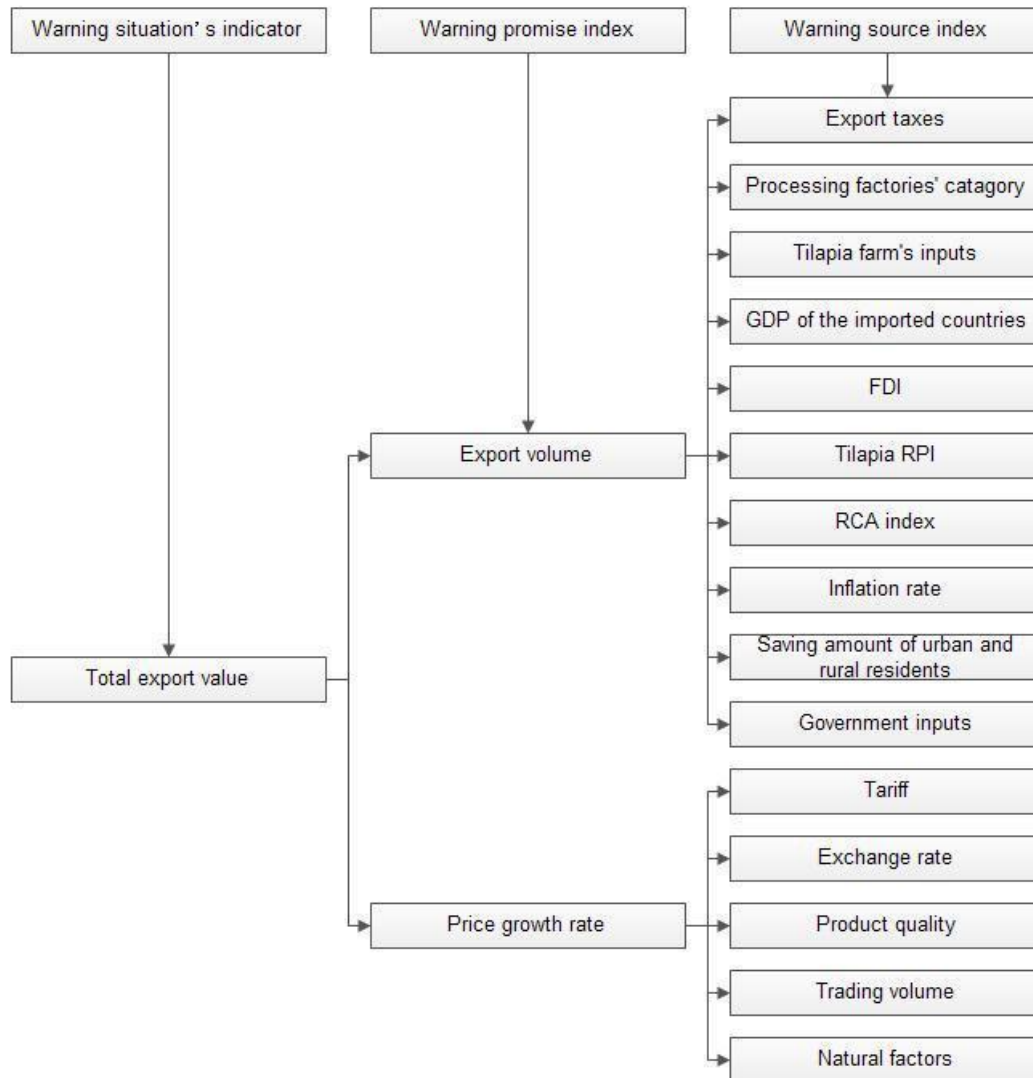 Warning situation's indicator
Warning promise index
Warning source index
Export taxes
Processing factories' catagory
Tilapia farm's inputs
GDP of the imported countries
FDI
Export volume
Tilapia RPI
RCA index
Inflation rate
Total export value
Saving amount of urban and
rural residents
Government inputs
Tariff
Exchange rate
Price growth rate
Product quality
Trading volume
Natural factors